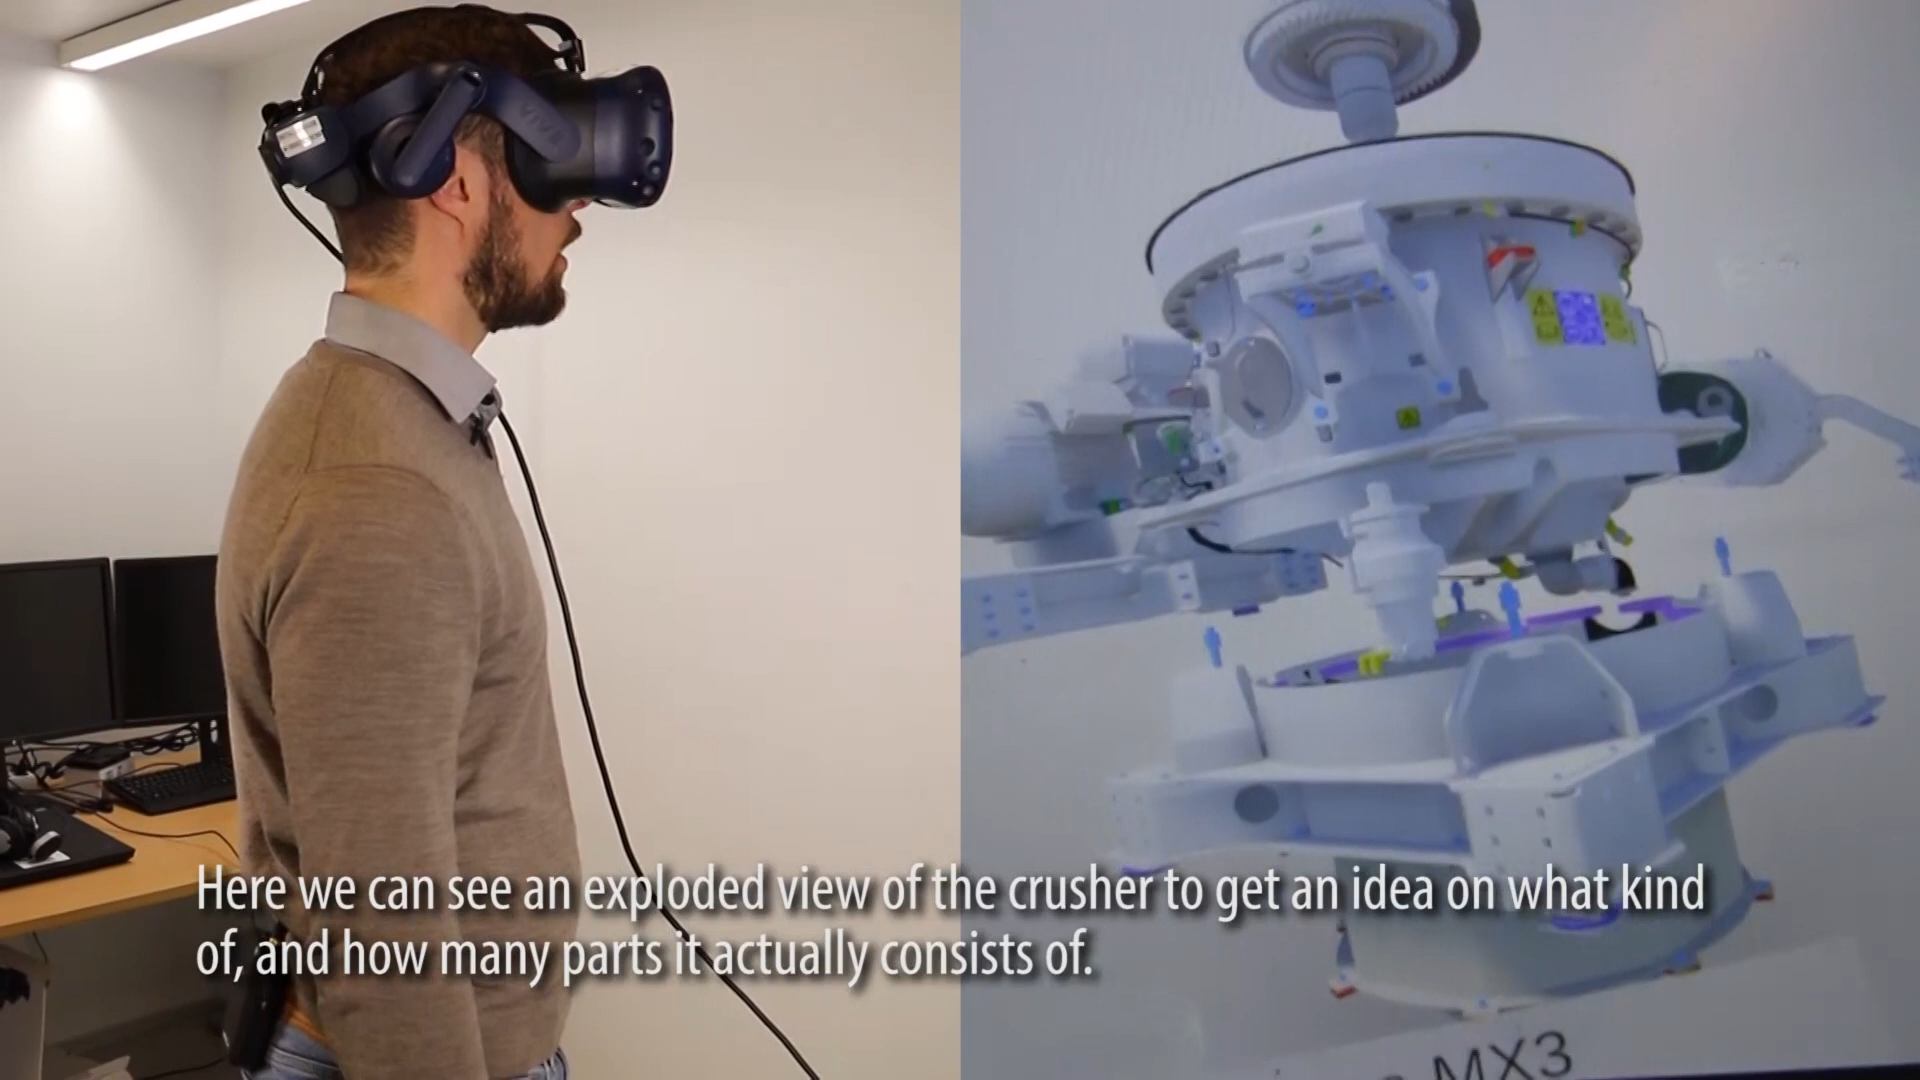 VIVE
Here we can see an exploded view of the crusher to get an idea on what kind
of, and how many parts it actually consists of.
MX3